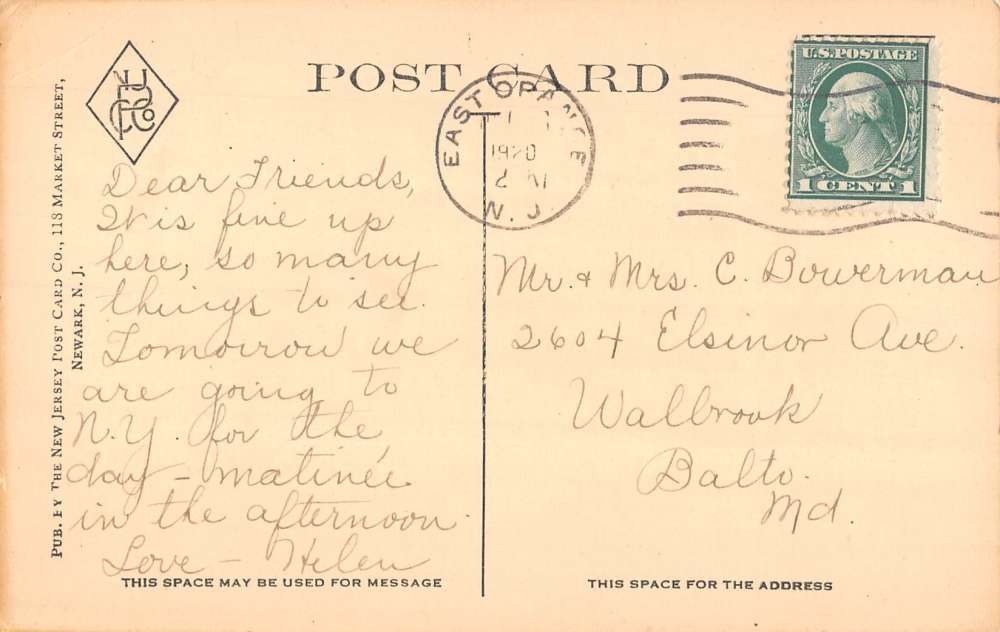 POST CARD
U.S. POSTAGE
1 CENT 1
EAST ORANGE
1920
N. J.
PUB. BY THE NEW JERSEY POST CARD CO., 113 MARKET STREET,
NEWARK, N. J.
Dear Friends,
It is fine up
here, so many
things to see.
Tomorrow we
are going to
N.Y. for the
day – matinée
in the afternoon.
Love – Helen
THIS SPACE MAY BE USED FOR MESSAGE
Mr. & Mrs. C. Bowerman
2604 Elsinor Ave.
Walbrook
Balto.
Md.
THIS SPACE FOR THE ADDRESS